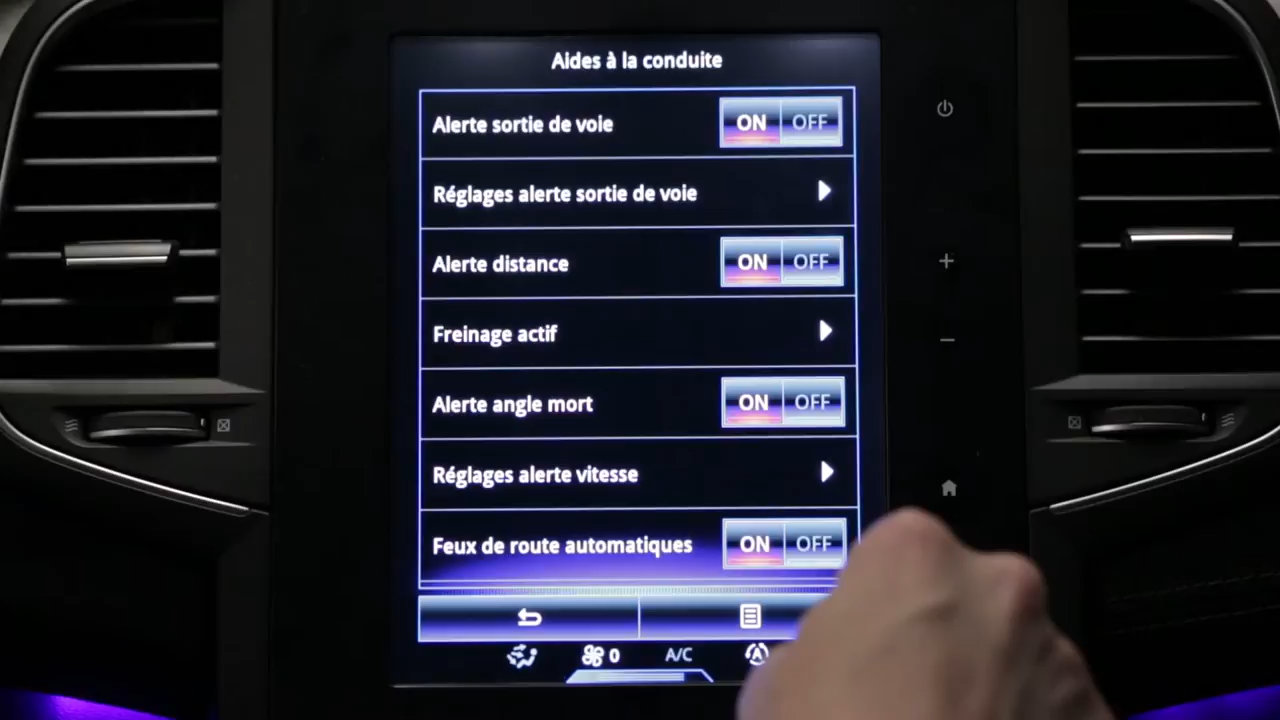 Aides à la conduite
Alerte sortie de voie ON OFF
Réglages alerte sortie de voie
Alerte distance ON OFF
Freinage actif
Alerte angle mort ON OFF
Réglages alerte vitesse
Feux de route automatiques ON OFF
0 A/C A